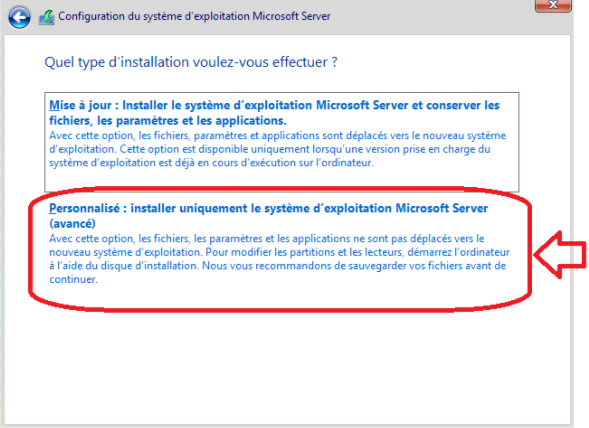 Configuration du système d'exploitation Microsoft Server
Quel type d'installation voulez-vous effectuer ?
Mise à jour : Installer le système d'exploitation Microsoft Server et conserver les
fichiers, les paramètres et les applications.
Avec cette option, les fichiers, paramètres et applications sont déplacés vers le nouveau système
d'exploitation. Cette option est disponible uniquement lorsqu'une version prise en charge du
système d'exploitation est déjà en cours d'exécution sur l'ordinateur.
Personnalisé : installer uniquement le système d'exploitation Microsoft Server
(avancé)
Avec cette option, les fichiers, les paramètres et les applications ne sont pas déplacés vers le
nouveau système d'exploitation. Pour modifier les partitions et les lecteurs, démarrez l'ordinateur
à l'aide du disque d'installation. Nous vous recommandons de sauvegarder vos fichiers avant de
continuer.